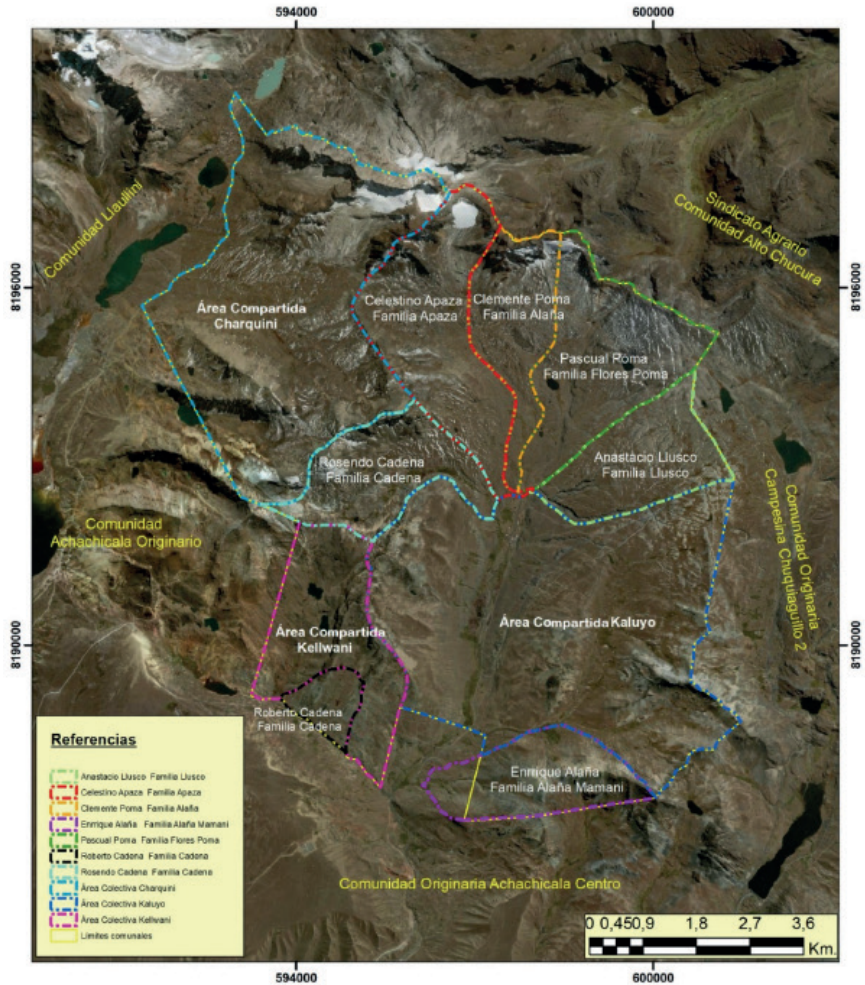 594000
600000
8196000
8196000
8190000
8190000
Comunidad Llaullini
Sindicato Agrario
Comunidad Alto Chucura
Área Compartida
Charquini
Celestino Apaza
Familia Apaza
Clemente Poma
Familia Alaña
Pascual Poma
Familia Flores Poma
Rosendo Cadena
Familia Cadena
Anastacio Llusco
Familia Llusco
Comunidad
Achachicala Originario
Comunidad Originaria
Campesina Chuquiaguillo 2
Área Compartida
Kellwani
Área Compartida Kaluyo
Roberto Cadena
Familia Cadena
Enrrique Alaña
Familia Alaña Mamani
Comunidad Originaria Achachicala Centro
Referencias
Anastacio Llusco Familia Llusco
Celestino Apaza Familia Apaza
Clemente Poma Familia Alaña
Enrrique Alaña Familia Alaña Mamani
Pascual Poma Familia Flores Poma
Roberto Cadena Familia Cadena
Rosendo Cadena Familia Cadena
Área Colectiva Charquini
Área Colectiva Kaluyo
Área Colectiva Kellwani
Límites comunales
0 0,45 0,9 1,8 2,7 3,6
Km.
594000
600000